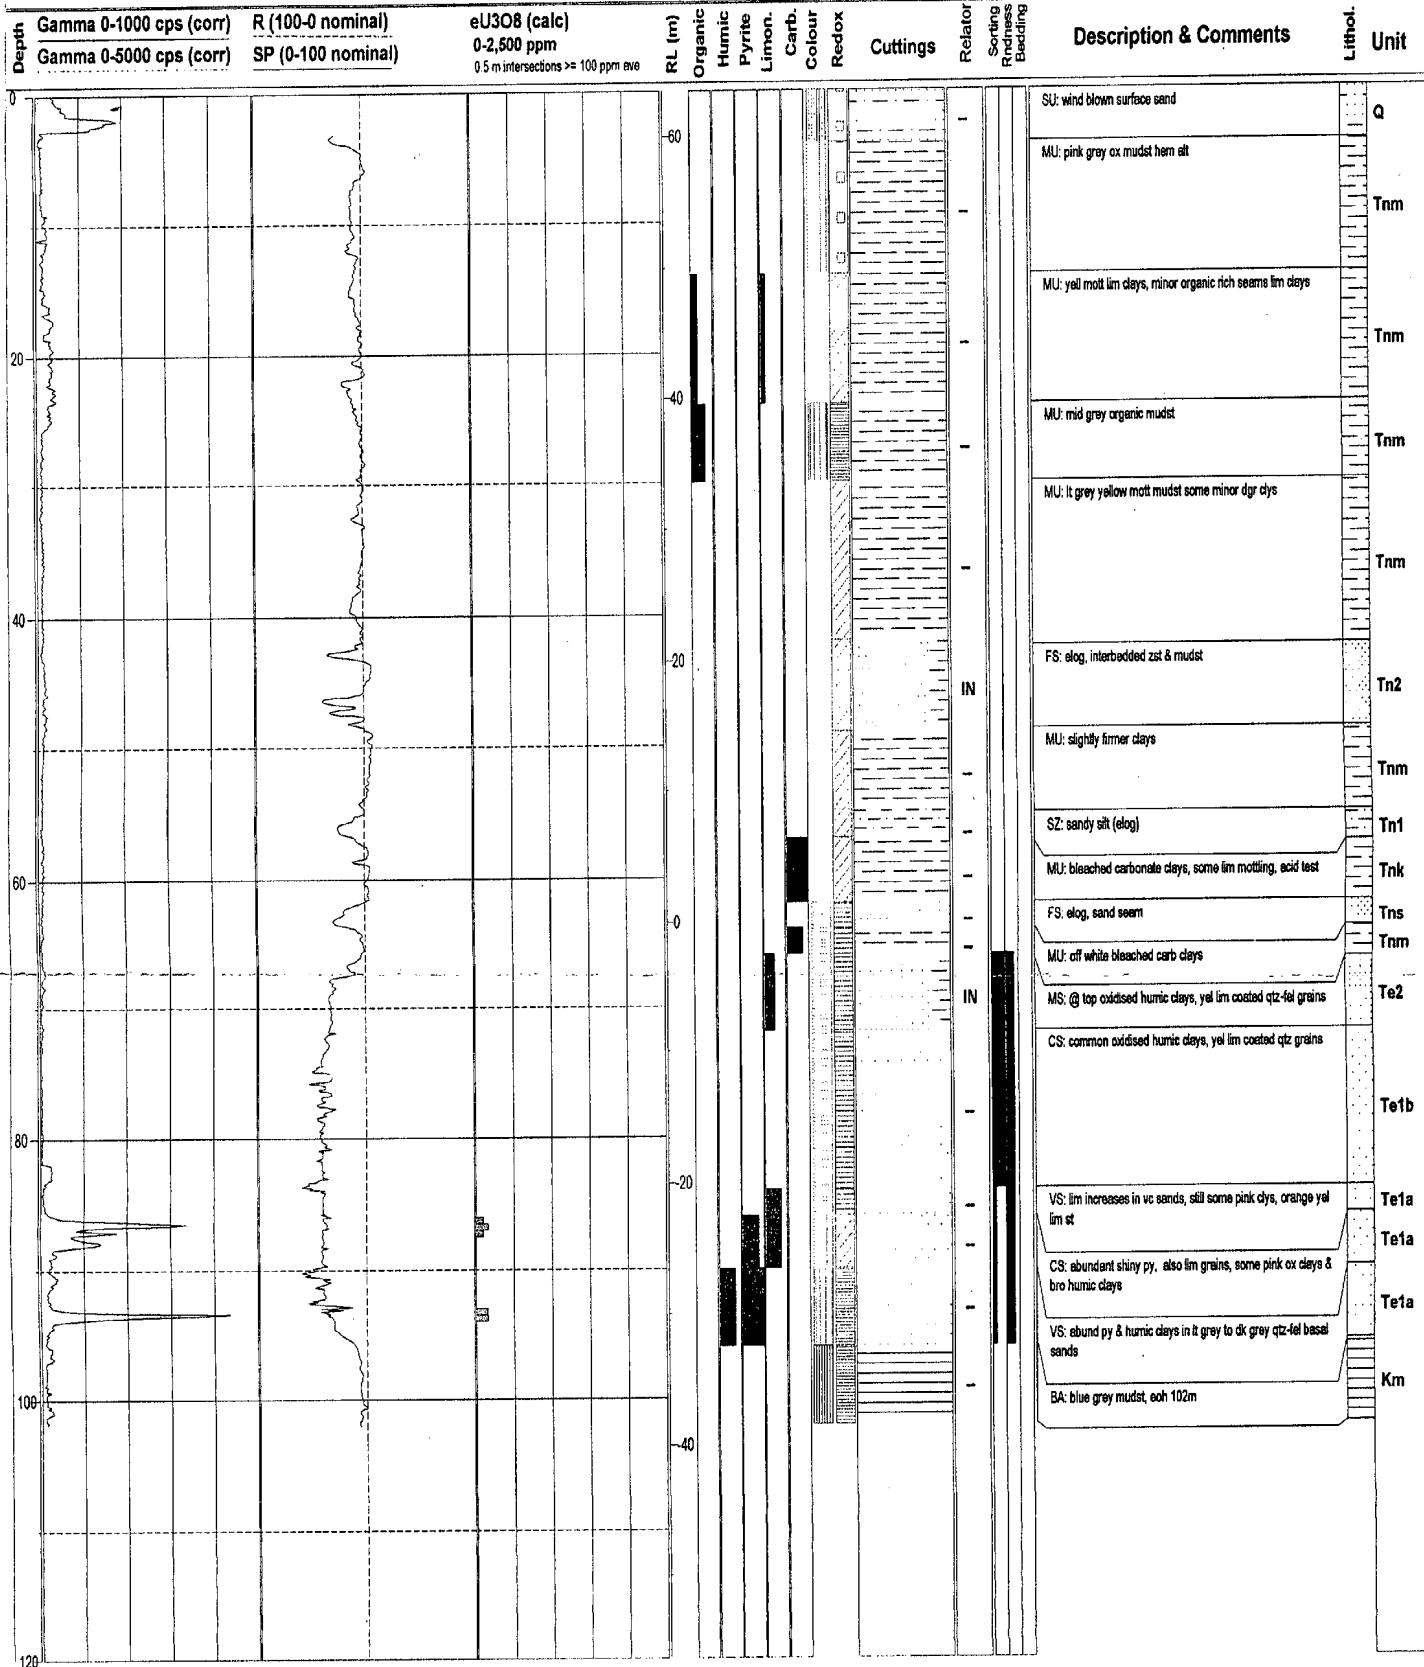 Depth
Gamma 0-1000 cps (corr)
Gamma 0-5000 cps (corr)
R (100-0 nominal)
SP (0-100 nominal)
eU3O8 (calc)
0-2,500 ppm
0.5 m intersections >= 100 ppm ave
RL (m)
Organic
Humic
Pyrite
Limon.
Carb.
Colour
Redox
Cuttings
Relator
Sorting
Rndness
Bedding
Description & Comments
Lithol.
Unit
0
20
40
60
80
100
120
60
40
20
0
-20
-40
-
-
-
-
-
IN
-
-
-
-
-
IN
-
-
-
-
-
SU: wind blown surface sand
Q
MU: pink grey ox mudst hem alt
Tnm
MU: yell mott lim clays, minor organic rich seams lim clays
Tnm
MU: mid grey organic mudst
Tnm
MU: lt grey yellow mott mudst some minor dgr clys
Tnm
FS: elog, interbedded zst & mudst
Tn2
MU: slightly firmer clays
Tnm
SZ: sandy silt (elog)
Tn1
MU: bleached carbonate clays, some lim mottling, acid test
Tnk
FS: elog, sand seem
Tns
MU: off white bleached carb clays
Tnm
MS: @ top oxidised humic clays, yel lim coated qtz-fel grains
Te2
CS: common oxidised humic clays, yel lim coated qtz grains
Te1b
VS: lim increases in vc sands, still some pink clys, orange yel
lim st
Te1a
CS: abundant shiny py, also lim grains, some pink ox clays &
bro humic clays
Te1a
VS: abund py & humic clays in lt grey to dk grey qtz-fel basal
sands
Te1a
BA: blue grey mudst, eoh 102m
Km